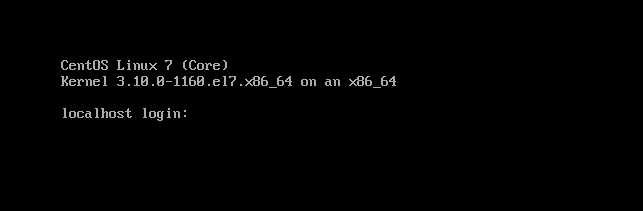 CentOS Linux 7 (Core)
Kernel 3.10.0-1160.el7.x86_64 on an x86_64
localhost login: